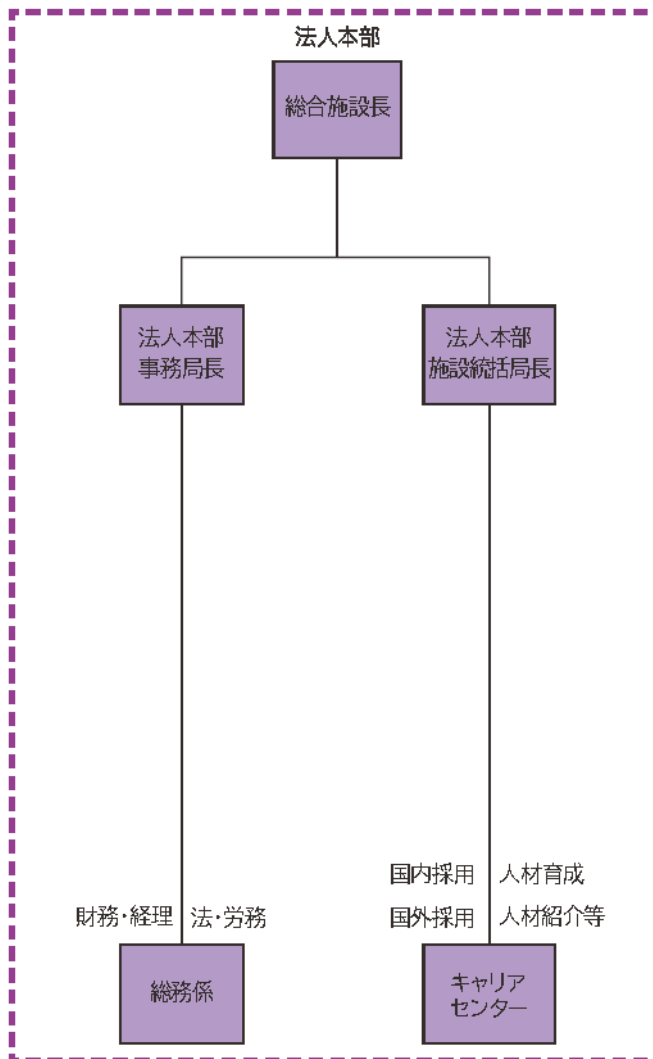 法人本部
総合施設長
法人本部
事務局長
法人本部
施設統括局長
財務・経理
法・労務
国内採用
人材育成
国外採用
人材紹介等
総務係
キャリア
センター